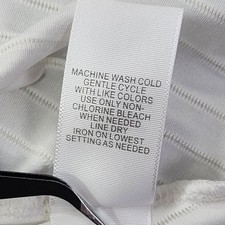 MACHINE WASH COLD
GENTLE CYCLE
WITH LIKE COLORS
USE ONLY NON-
CHLORINE BLEACH
WHEN NEEDED
LINE DRY
IRON ON LOWEST
SETTING AS NEEDED